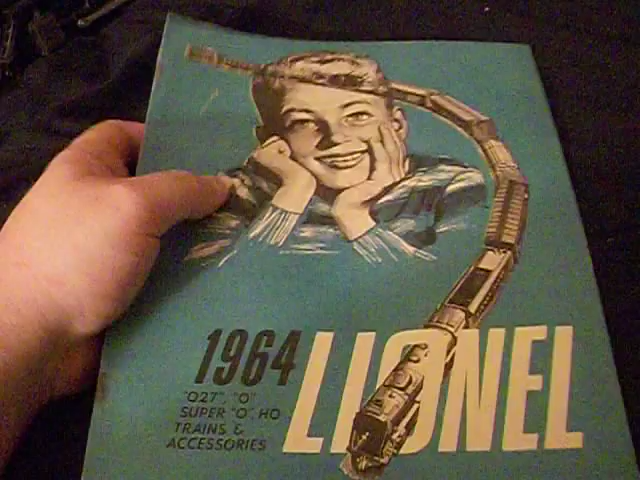 1964
LIONEL
"O27", "O"
SUPER "O", HO
TRAINS &
ACCESSORIES